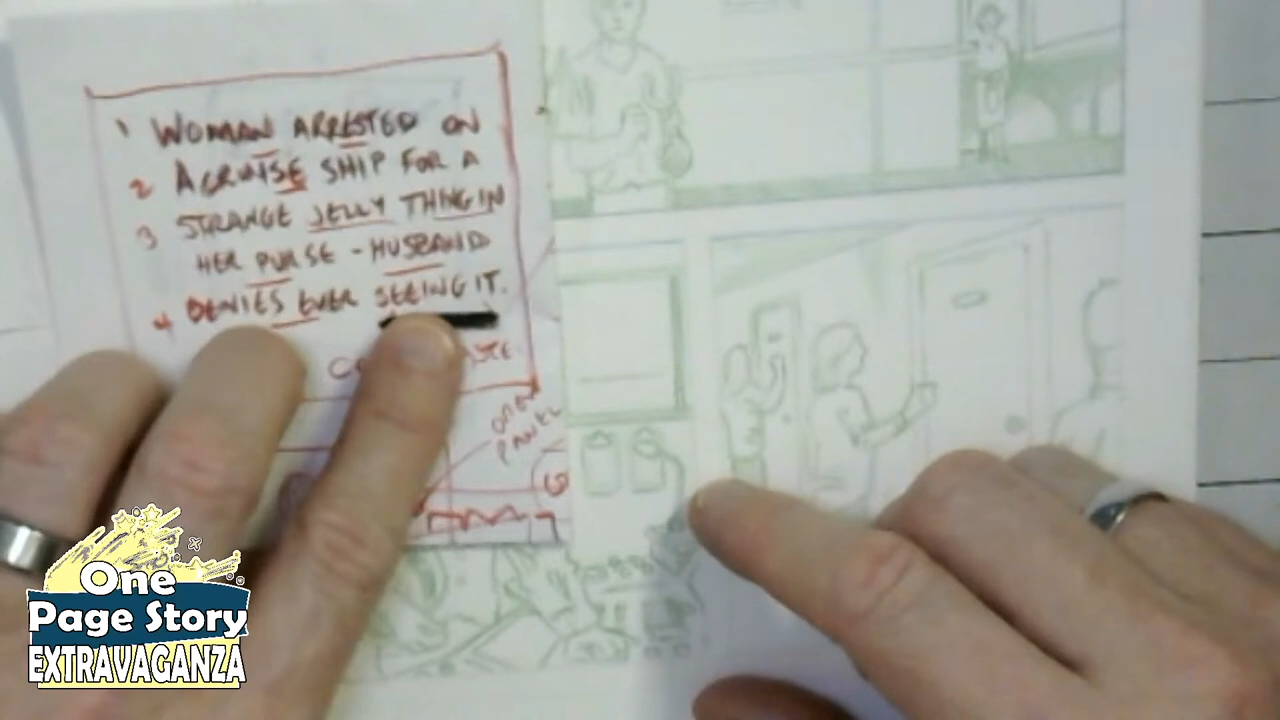 1 WOMAN ARRESTED ON
2 A CRUISE SHIP FOR A
3 STRANGE JELLY THING IN
HER PURSE - HUSBAND
4 DENIES EVER SEEING IT.
PANEL
One
Page Story
EXTRAVAGANZA